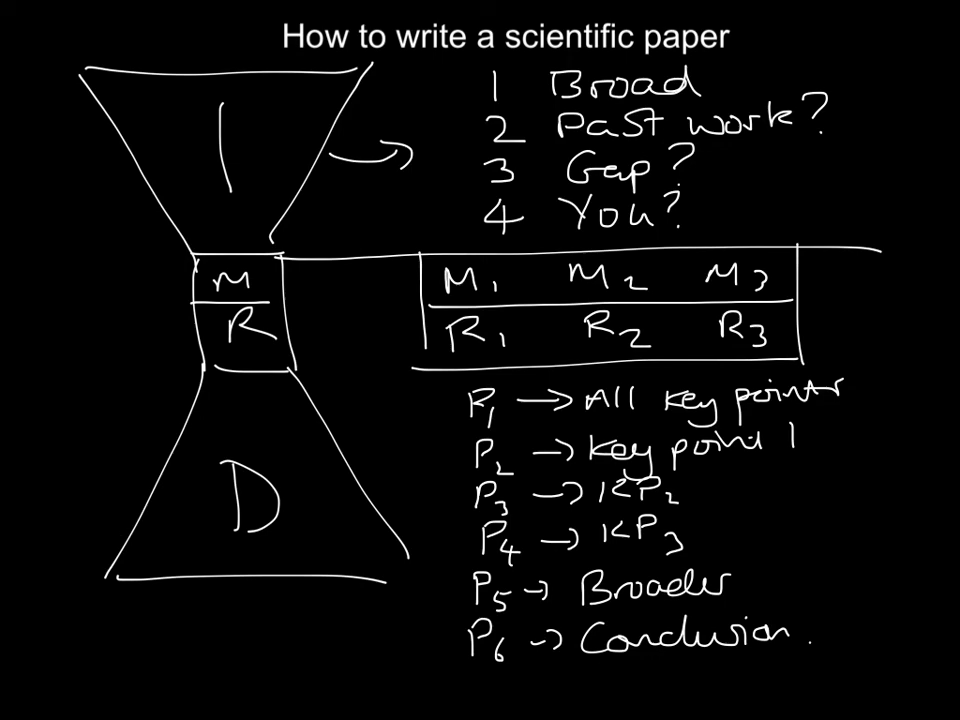 How to write a scientific paper
I
1 Broad
2 Past work?
3 Gap?
4 You?
M
R
M1 M2 M3
R1 R2 R3
D
P1 → All key points
P2 → Key point 1
P3 → KP2
P4 → KP3
P5 → Broader
P6 → Conclusion.